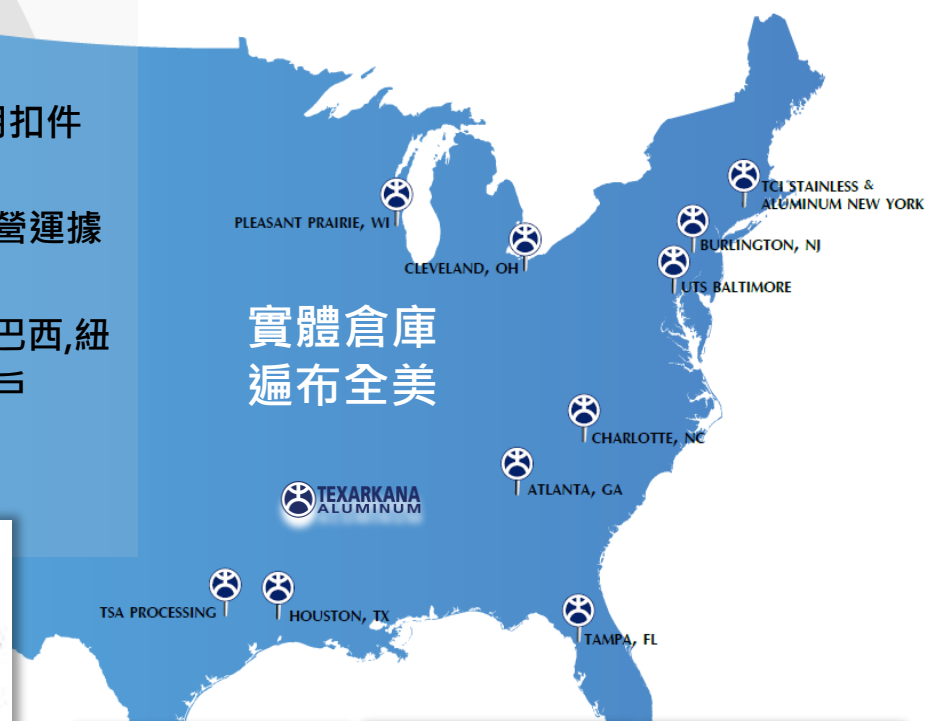 扣件
營運據
巴西,紐
戶
TCI STAINLESS &
ALUMINUM NEW YORK
PLEASANT PRAIRIE, WI
BURLINGTON, NJ
CLEVELAND, OH
UTS BALTIMORE
實體倉庫
遍布全美
CHARLOTTE, NC
ATLANTA, GA
TEXARKANA
ALUMINUM
TSA PROCESSING
HOUSTON, TX
TAMPA, FL